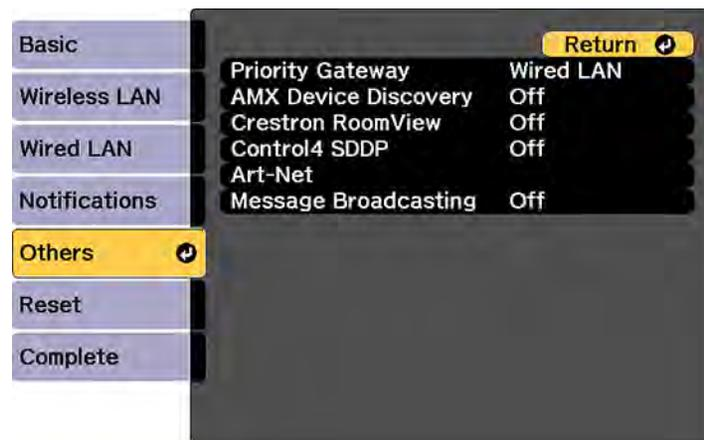 Basic
Wireless LAN
Wired LAN
Notifications
Others
Reset
Complete
Return
Priority Gateway Wired LAN
AMX Device Discovery Off
Crestron RoomView Off
Control4 SDDP Off
Art-Net
Message Broadcasting Off